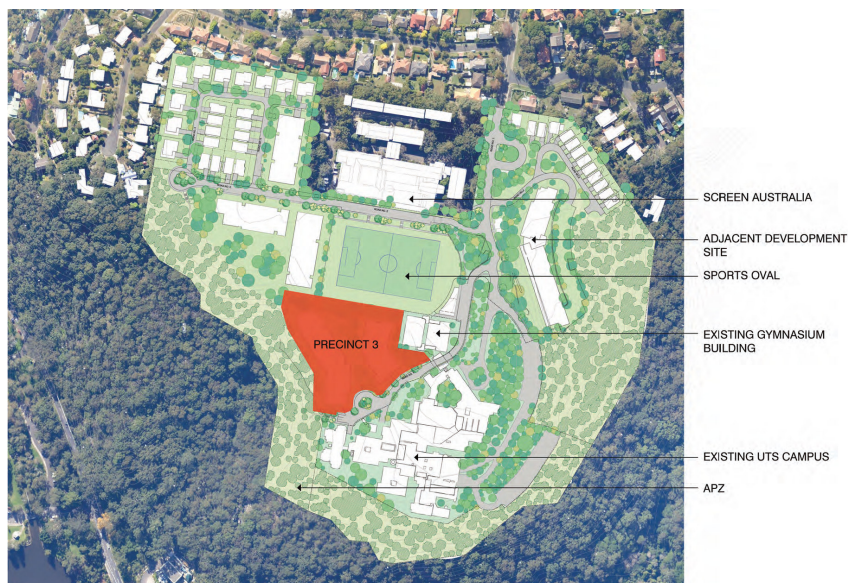 SCREEN AUSTRALIA
ADJACENT DEVELOPMENT
SITE
SPORTS OVAL
PRECINCT 3
EXISTING GYMNASIUM
BUILDING
EXISTING UTS CAMPUS
APZ